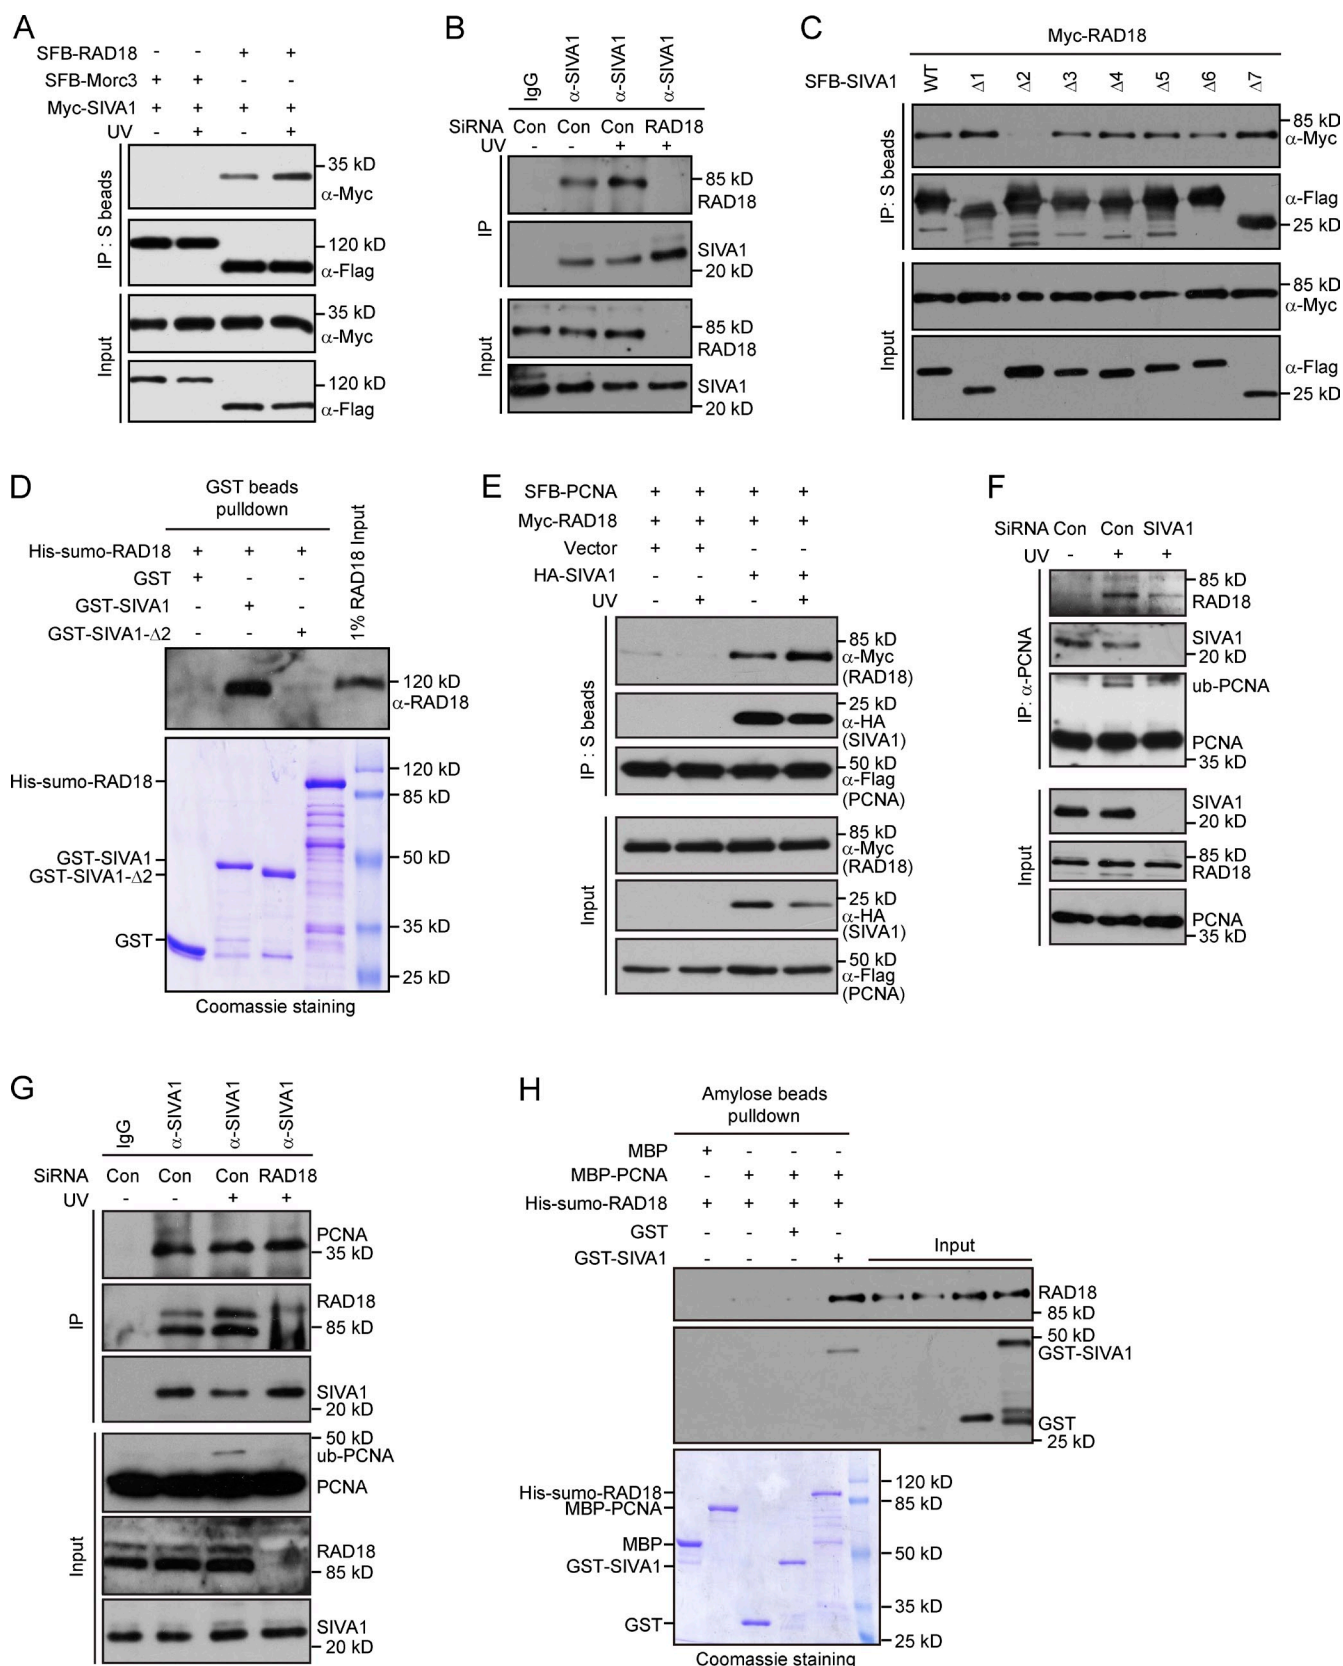 A
SFB-RAD18 - - + +
SFB-Morc3 + + - -
Myc-SIVA1 + + + +
UV - + - +
IP : S beads
35 kD
α-Myc
120 kD
α-Flag
Input
35 kD
α-Myc
120 kD
α-Flag
B
IgG α-SIVA1 α-SIVA1 α-SIVA1
SiRNA Con Con Con RAD18
UV - - + +
IP
85 kD
RAD18
SIVA1
20 kD
Input
85 kD
RAD18
SIVA1
20 kD
C
Myc-RAD18
SFB-SIVA1 WT Δ1 Δ2 Δ3 Δ4 Δ5 Δ6 Δ7
IP: S beads
85 kD
α-Myc
α-Flag
25 kD
Input
85 kD
α-Myc
α-Flag
25 kD
D
GST beads
pulldown
1% RAD18 Input
His-sumo-RAD18 + + +
GST + - -
GST-SIVA1 - + -
GST-SIVA1-Δ2 - - +
120 kD
α-RAD18
His-sumo-RAD18
GST-SIVA1
GST-SIVA1-Δ2
GST
120 kD
85 kD
50 kD
35 kD
25 kD
Coomassie staining
E
SFB-PCNA + + + +
Myc-RAD18 + + + +
Vector + + - -
HA-SIVA1 - - + +
UV - + - +
IP : S beads
85 kD
α-Myc
(RAD18)
25 kD
α-HA
(SIVA1)
50 kD
α-Flag
(PCNA)
Input
85 kD
α-Myc
(RAD18)
25 kD
α-HA
(SIVA1)
50 kD
α-Flag
(PCNA)
F
SiRNA Con Con SIVA1
UV - + +
IP: α-PCNA
85 kD
RAD18
SIVA1
20 kD
ub-PCNA
PCNA
35 kD
Input
SIVA1
20 kD
85 kD
RAD18
PCNA
35 kD
G
IgG α-SIVA1 α-SIVA1 α-SIVA1
SiRNA Con Con Con RAD18
UV - - + +
IP
PCNA
35 kD
RAD18
85 kD
SIVA1
20 kD
Input
50 kD
ub-PCNA
PCNA
RAD18
85 kD
SIVA1
20 kD
H
Amylose beads
pulldown
MBP + - - -
MBP-PCNA - + + +
His-sumo-RAD18 + + + +
GST - - + -
GST-SIVA1 - - - +
Input
RAD18
85 kD
50 kD
GST-SIVA1
GST
25 kD
His-sumo-RAD18
MBP-PCNA
MBP
GST-SIVA1
GST
120 kD
85 kD
50 kD
35 kD
25 kD
Coomassie staining